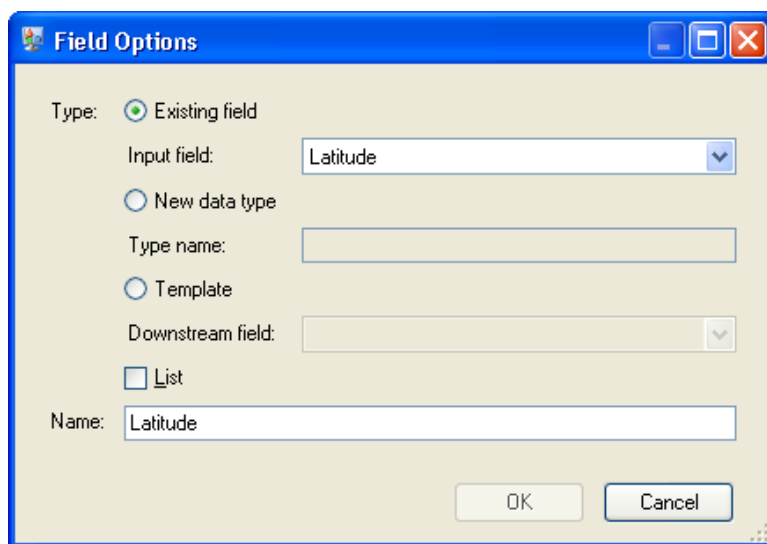 Field Options
Type: Existing field
Input field: Latitude
New data type
Type name:
Template
Downstream field:
List
Name: Latitude
OK Cancel